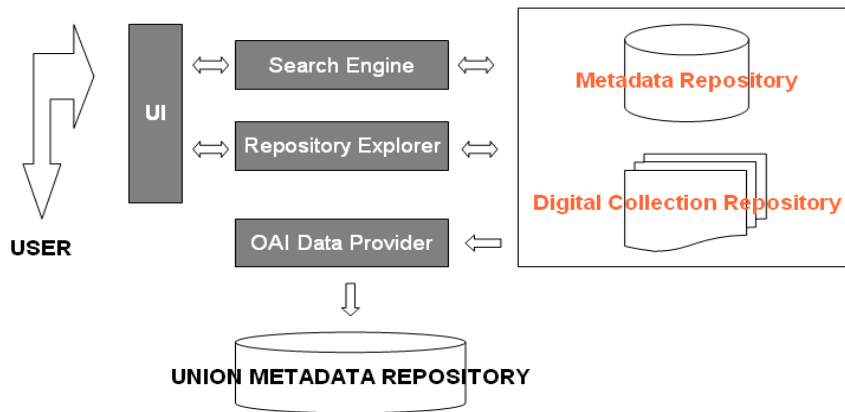 Search Engine
Metadata Repository
UI
Repository Explorer
Digital Collection Repository
USER
OAI Data Provider
UNION METADATA REPOSITORY